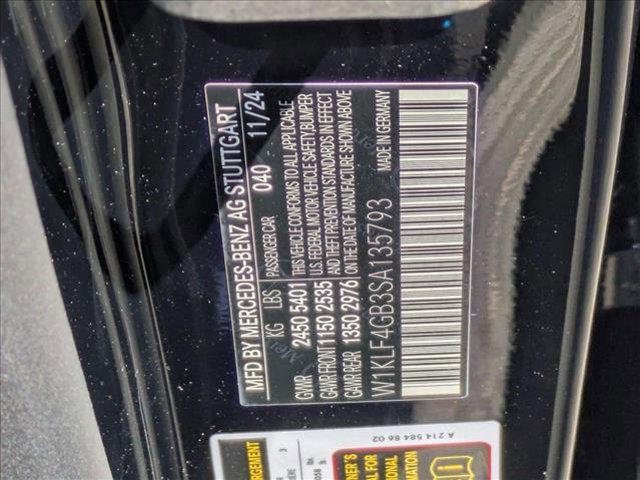 MFD BY MERCEDES-BENZ AG STUTTGART
PASSENGER CAR 040 11/24
KG LBS
GVWR 2450 5401
GAWR FRONT 1150 2535
GAWR REAR 1350 2976
THIS VEHICLE CONFORMS TO ALL APPLICABLE
U.S. FEDERAL MOTOR VEHICLE SAFETY,BUMPER
AND THEFT PREVENTION STANDARDS IN EFFECT
ON THE DATE OF MANUFACTURE SHOWN ABOVE
W1KLF4GB3SA135793 MADE IN GERMANY
A 214 584 86 02